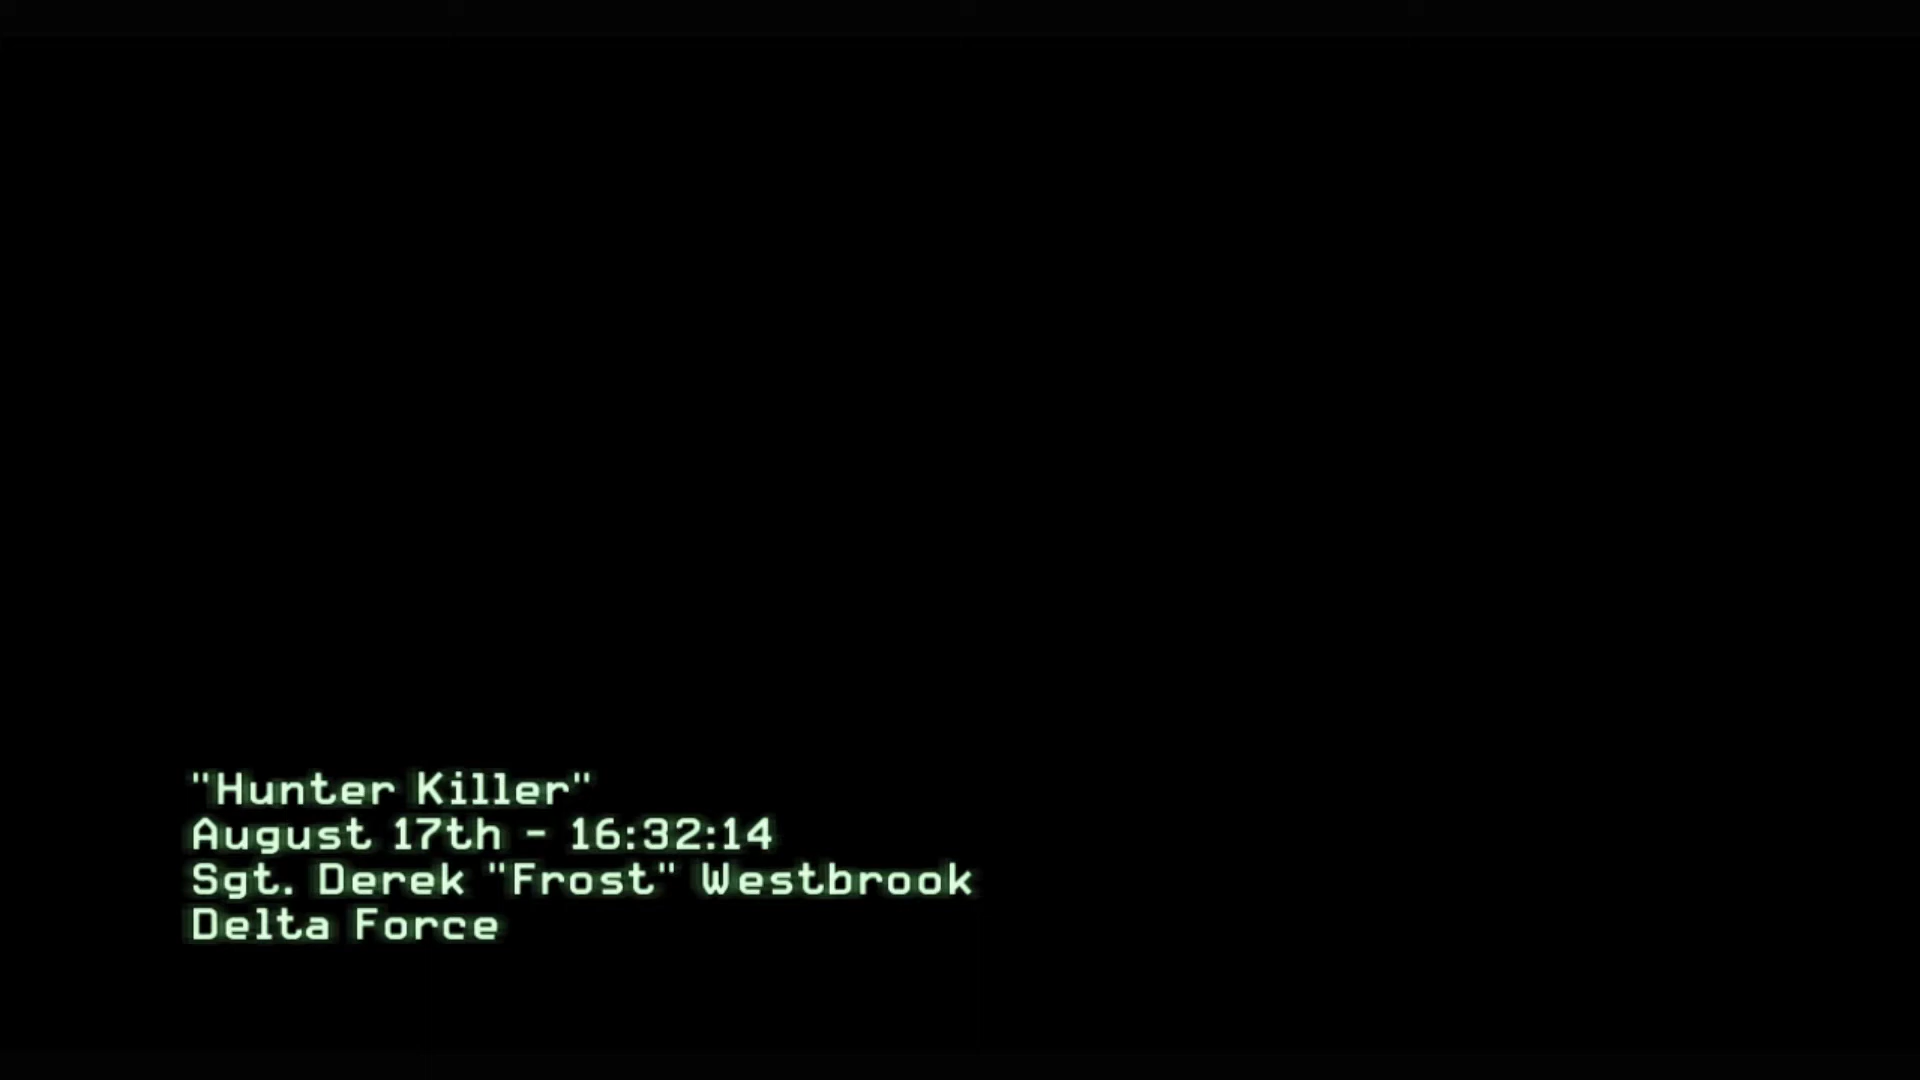 "Hunter Killer"
August 17th - 16:32:14
Sgt. Derek "Frost" Westbrook
Delta Force